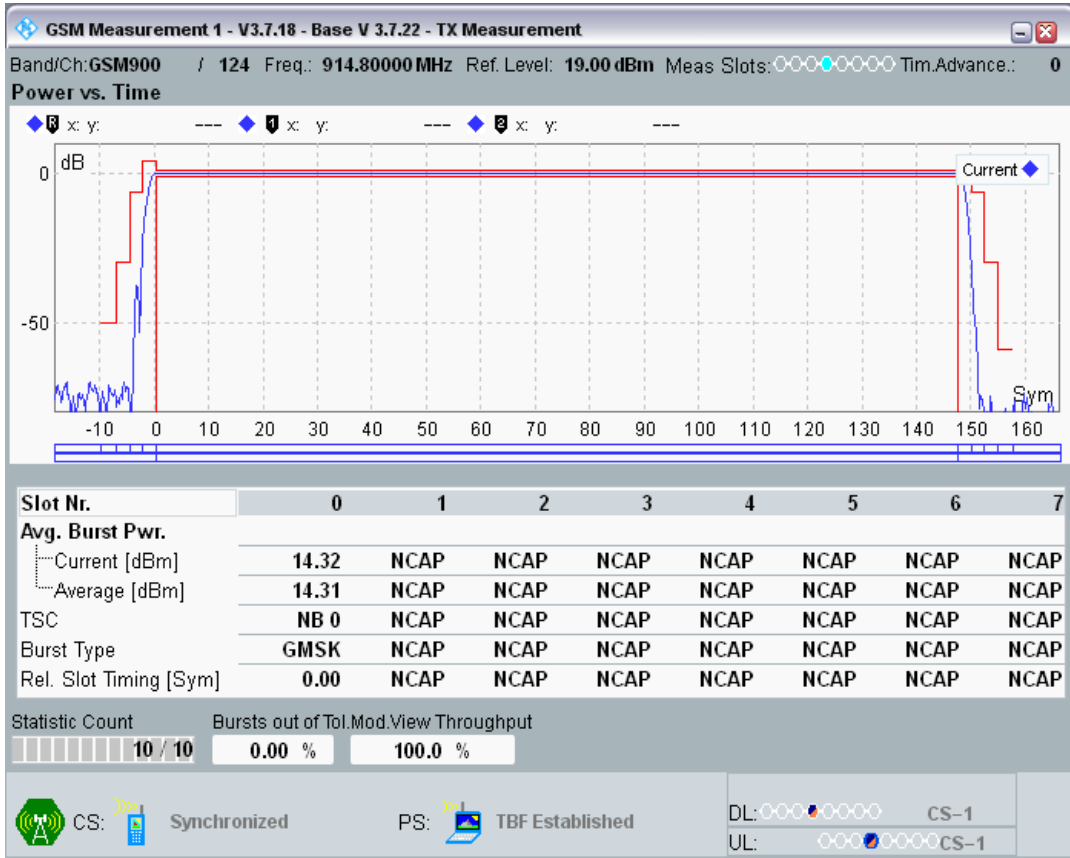 GSM Measurement 1 - V3.7.18 - Base V 3.7.22 - TX Measurement
Band/Ch:GSM900 / 124 Freq.: 914.80000 MHz Ref. Level: 19.00 dBm Meas Slots: Tim.Advance.: 0
Power vs. Time
R x: y: --- 1 x: y: --- 2 x: y: ---
dB
Current
0
-50
Sym
-10 0 10 20 30 40 50 60 70 80 90 100 110 120 130 140 150 160
Slot Nr. 0 1 2 3 4 5 6 7
Avg. Burst Pwr.
Current [dBm] 14.32 NCAP NCAP NCAP NCAP NCAP NCAP NCAP
Average [dBm] 14.31 NCAP NCAP NCAP NCAP NCAP NCAP NCAP
TSC NB 0 NCAP NCAP NCAP NCAP NCAP NCAP NCAP
Burst Type GMSK NCAP NCAP NCAP NCAP NCAP NCAP NCAP
Rel. Slot Timing [Sym] 0.00 NCAP NCAP NCAP NCAP NCAP NCAP NCAP
Statistic Count Bursts out of Tol.Mod.View Throughput
10 / 10 0.00 % 100.0 %
CS: Synchronized PS: TBF Established DL: CS-1
UL: CS-1